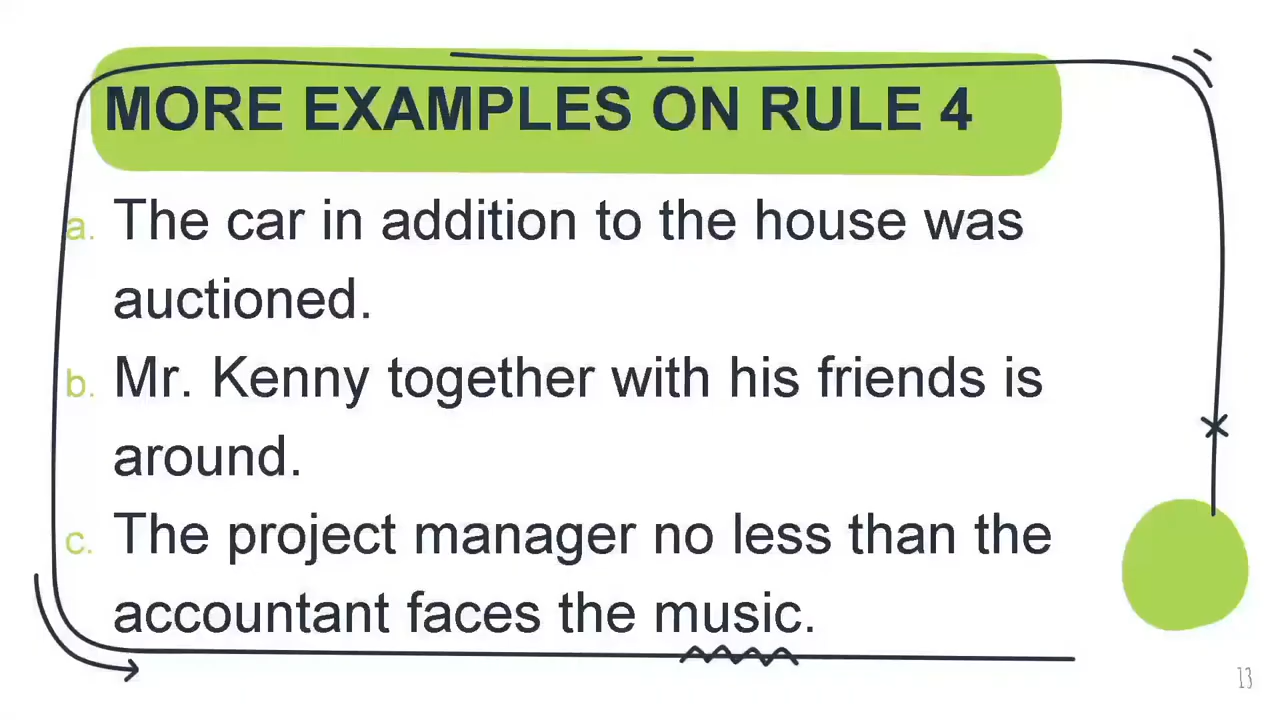 MORE EXAMPLES ON RULE 4
a. The car in addition to the house was
auctioned.
b. Mr. Kenny together with his friends is
around.
c. The project manager no less than the
accountant faces the music.
13